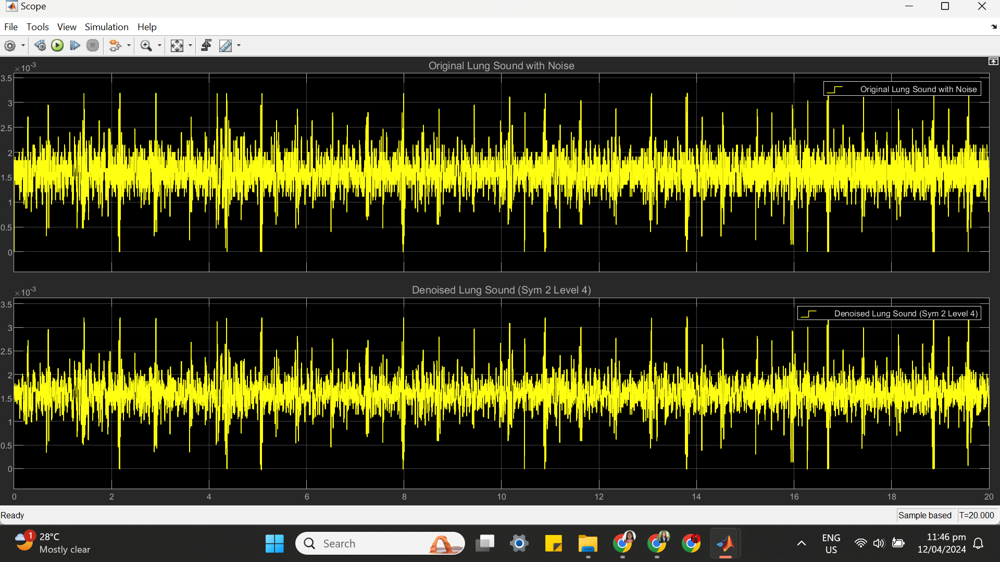 Scope
File Tools View Simulation Help
Original Lung Sound with Noise
×10-3
Original Lung Sound with Noise
3.5
3
2.5
2
1.5
1
0.5
0
Denoised Lung Sound (Sym 2 Level 4)
×10-3
Denoised Lung Sound (Sym 2 Level 4)
3.5
3
2.5
2
1.5
1
0.5
0
0 2 4 6 8 10 12 14 16 18 20
Ready
Sample based T=20.000
1
28°C
Mostly clear
Search
ENG
US
11:46 pm
12/04/2024